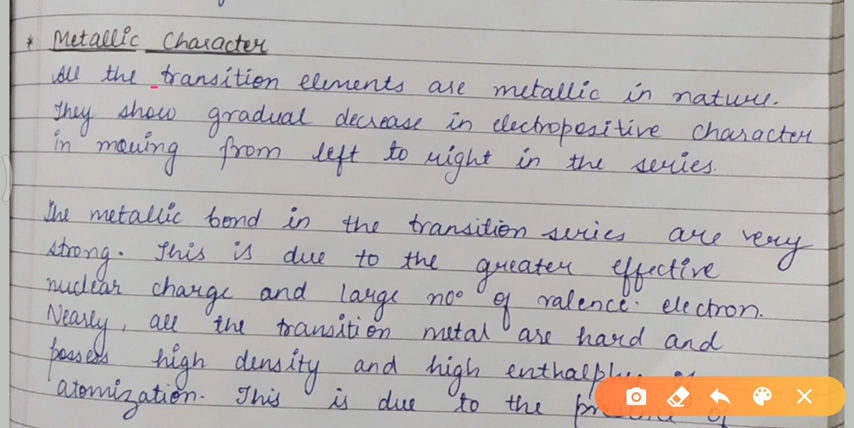 * Metallic Character
All the transition elements are metallic in nature.
They show gradual decrease in electropositive character
in moving from left to right in the series.
The metallic bond in the transition series are very
strong. This is due to the greater effective
nuclear charge and large no. of valence electron.
Nearly, all the transition metal are hard and
possess high density and high
atomization. This is due to the